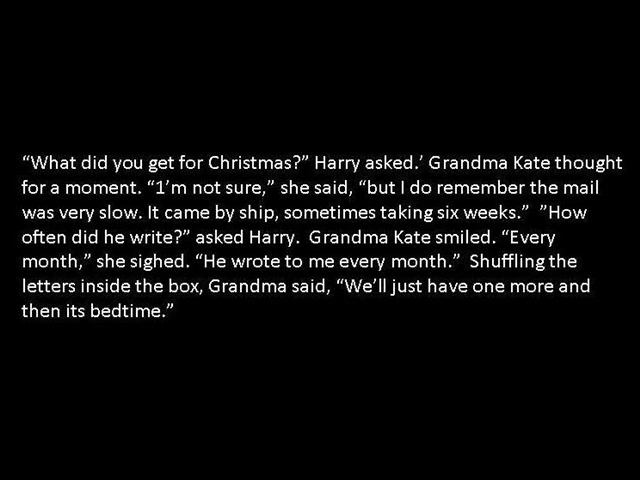 “What did you get for Christmas?” Harry asked.’ Grandma Kate thought
for a moment. “1’m not sure,” she said, “but I do remember the mail
was very slow. It came by ship, sometimes taking six weeks.”  ”How
often did he write?” asked Harry.  Grandma Kate smiled. “Every
month,” she sighed. “He wrote to me every month.”  Shuffling the
letters inside the box, Grandma said, “We’ll just have one more and
then its bedtime.”